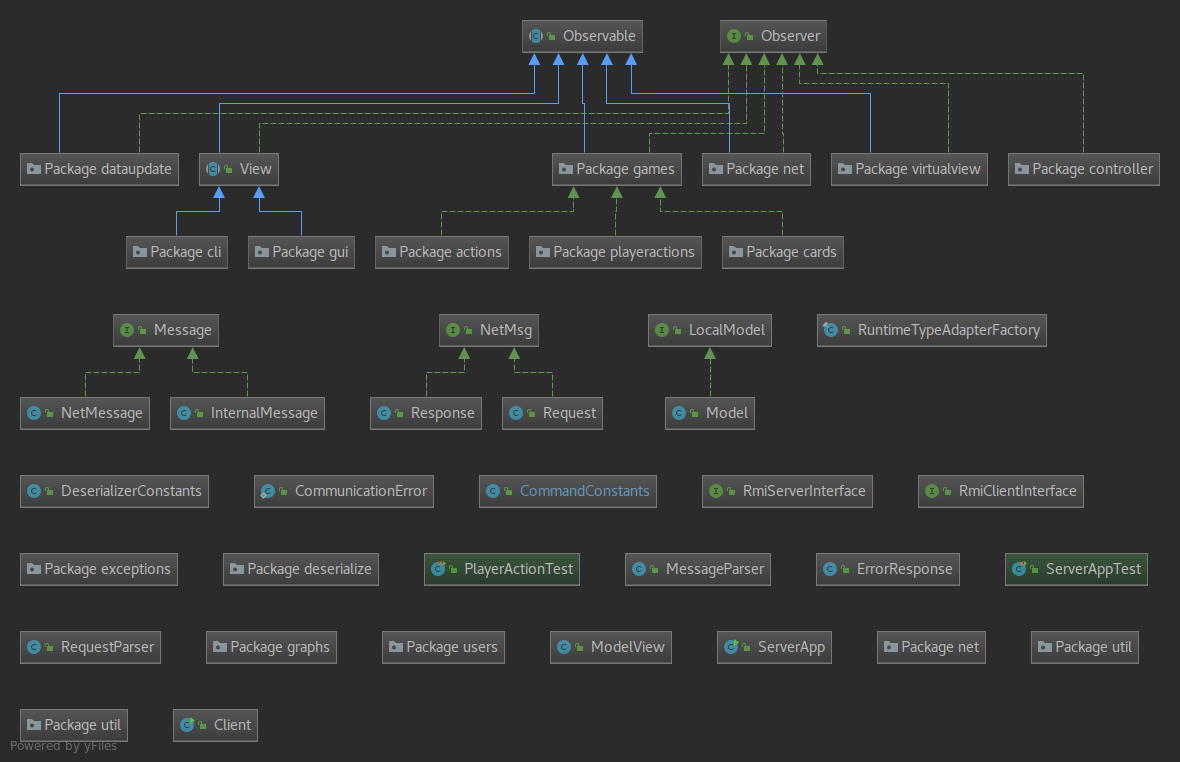 Observable
Observer
Package dataupdate
View
Package games
Package net
Package virtualview
Package controller
Package cli
Package gui
Package actions
Package playeractions
Package cards
Message
NetMsg
LocalModel
RuntimeTypeAdapterFactory
NetMessage
InternalMessage
Response
Request
Model
DeserializerConstants
CommunicationError
CommandConstants
RmiServerInterface
RmiClientInterface
Package exceptions
Package deserialize
PlayerActionTest
MessageParser
ErrorResponse
ServerAppTest
RequestParser
Package graphs
Package users
ModelView
ServerApp
Package net
Package util
Package util
Client
Powered by yFiles